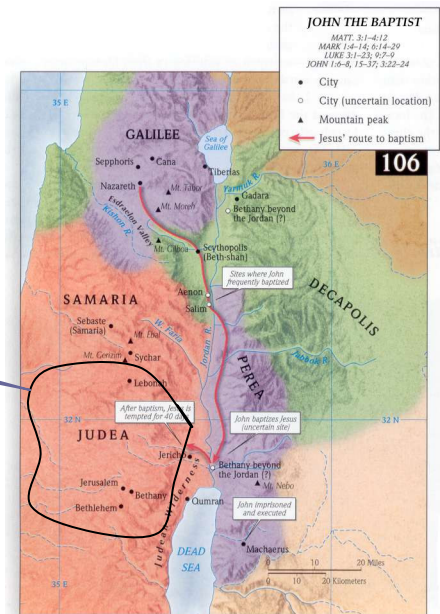 JOHN THE BAPTIST
MATT. 3:1–4:12
MARK 1:4–14; 6:14–29
LUKE 3:1–23; 9:7–9
JOHN 1:6–8, 15–37; 3:22–24
City
City (uncertain location)
Mountain peak
Jesus' route to baptism
106
35 E
36 E
GALILEE
Sea of
Galilee
Sepphoris
Cana
Tiberias
Nazareth
Mt. Tabor
Yarmuk R.
Mt. Moreh
Gadara
Bethany beyond
the Jordan (?)
Esdraelon Valley
Kishon R.
Mt. Gilboa
Scythopolis
(Beth-shan)
DECAPOLIS
Sites where John
frequently baptized
Aenon
Salim
SAMARIA
Sebaste
(Samaria)
Mt. Ebal
W. Faria
Jordan R.
Mt. Gerizim
Sychar
Jabbok R.
PEREA
Lebonah
After baptism, Jesus is
tempted for 40 da
John baptizes Jesus
(uncertain site)
32 N
32 N
JUDEA
Jericho
Bethany beyond
the Jordan (?)
Mt. Nebo
Jerusalem
Bethany
Qumran
Bethlehem
Judean Wilderness
John imprisoned
and executed
Machaerus
DEAD
SEA
0 10 20 Miles
0 10 20 Kilometers
35 E